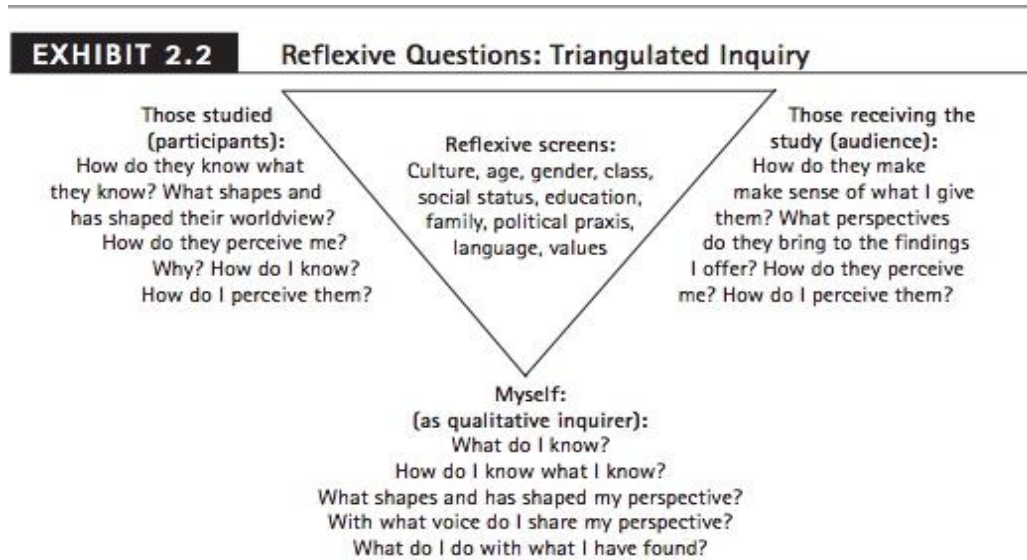 EXHIBIT 2.2 Reflexive Questions: Triangulated Inquiry
Those studied
(participants):
How do they know what
they know? What shapes and
has shaped their worldview?
How do they perceive me?
Why? How do I know?
How do I perceive them?
Reflexive screens:
Culture, age, gender, class,
social status, education,
family, political praxis,
language, values
Those receiving the
study (audience):
How do they make
make sense of what I give
them? What perspectives
do they bring to the findings
I offer? How do they perceive
me? How do I perceive them?
Myself:
(as qualitative inquirer):
What do I know?
How do I know what I know?
What shapes and has shaped my perspective?
With what voice do I share my perspective?
What do I do with what I have found?